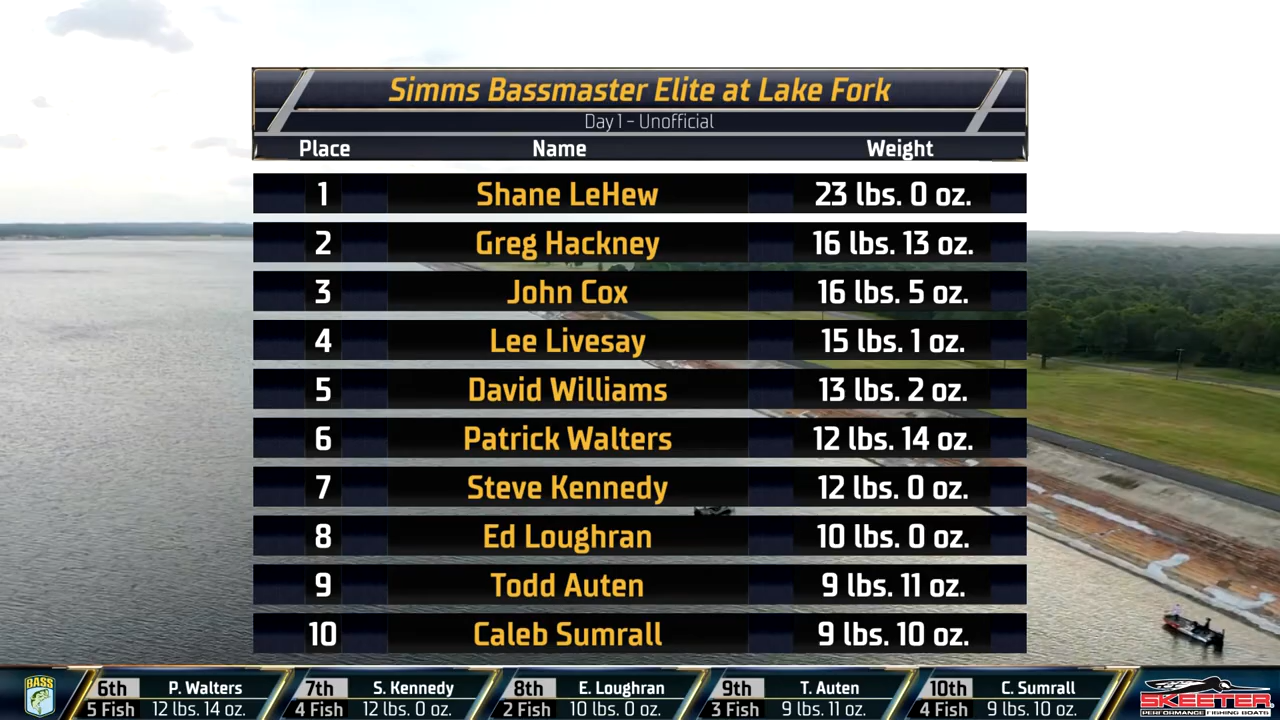 Simms Bassmaster Elite at Lake Fork
Day 1 - Unofficial
Place Name Weight
1 Shane LeHew 23 lbs. 0 oz.
2 Greg Hackney 16 lbs. 13 oz.
3 John Cox 16 lbs. 5 oz.
4 Lee Livesay 15 lbs. 1 oz.
5 David Williams 13 lbs. 2 oz.
6 Patrick Walters 12 lbs. 14 oz.
7 Steve Kennedy 12 lbs. 0 oz.
8 Ed Loughran 10 lbs. 0 oz.
9 Todd Auten 9 lbs. 11 oz.
10 Caleb Sumrall 9 lbs. 10 oz.
BASS
6th P. Walters
5 Fish 12 lbs. 14 oz.
7th S. Kennedy
4 Fish 12 lbs. 0 oz.
8th E. Loughran
10 lbs. 0 oz.
9th T. Auten
3 Fish 9 lbs. 11 oz.
10th C. Sumrall
4 Fish 9 lbs. 10 oz.
SKEETER
PERFORMANCE FISHING BOATS